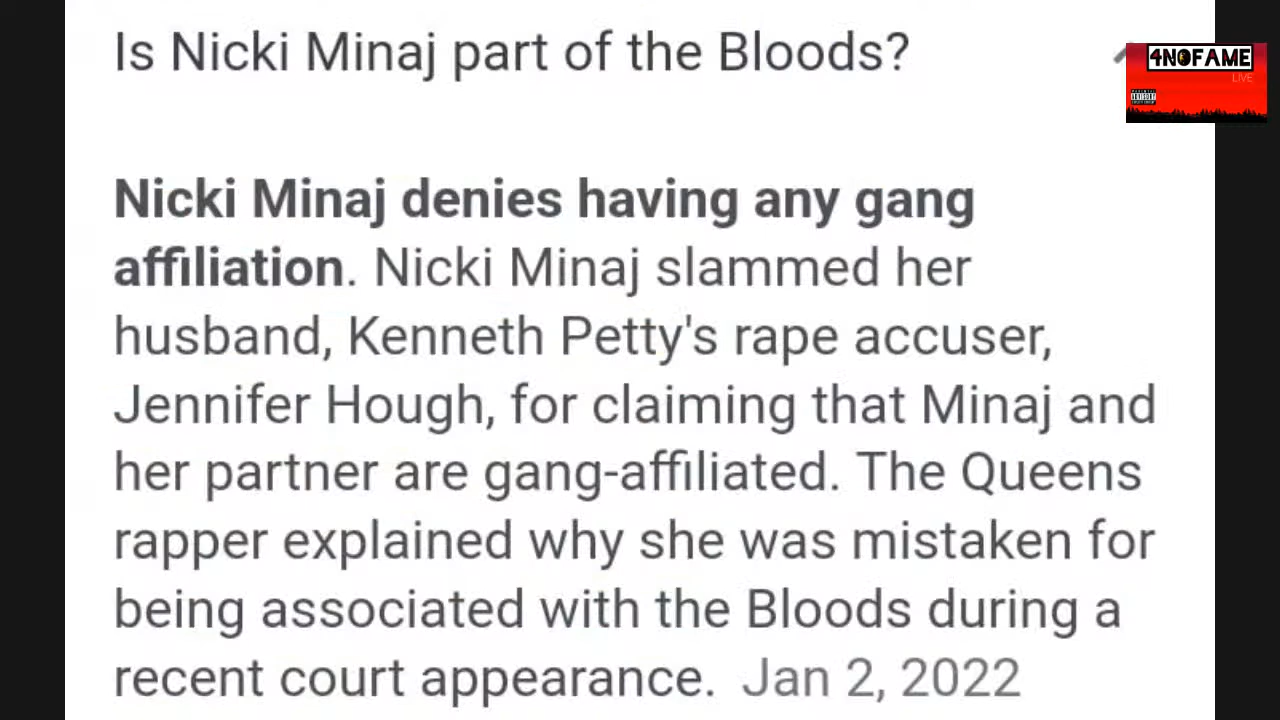 Is Nicki Minaj part of the Bloods?
4NOFAME
LIVE
Nicki Minaj denies having any gang
affiliation. Nicki Minaj slammed her
husband, Kenneth Petty's rape accuser,
Jennifer Hough, for claiming that Minaj and
her partner are gang-affiliated. The Queens
rapper explained why she was mistaken for
being associated with the Bloods during a
recent court appearance. Jan 2, 2022